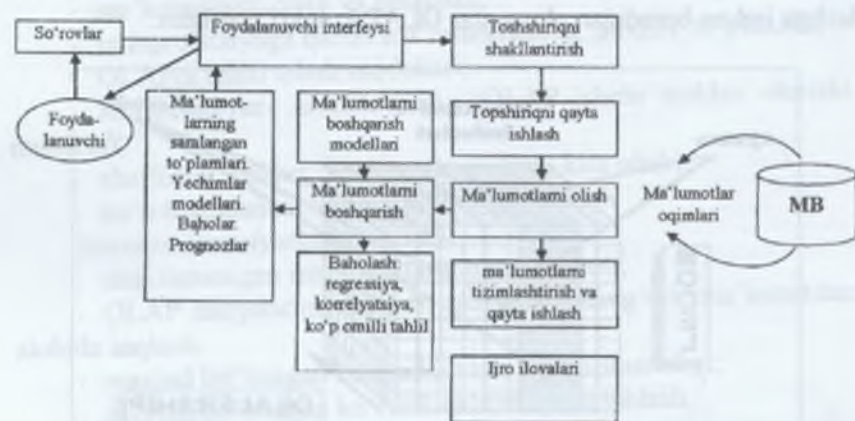 So‘rovlar
Foydalanuvchi interfeysi
Toshshiriqni
shakllantirish
Foyda-
lanuvchi
Ma’lumot-
larning
saralangan
to‘plamlari.
Yechimlar
modellari.
Baholar.
Prognozlar
Ma’lumotlarni
boshqarish
modellari
Topshiriqni qayta
ishlash
Ma’lumotlarni
boshqarish
Ma’lumotlarni olish
Ma’lumotlar
oqimlari
MB
Baholash:
regressiya,
korrelyatsiya,
ko‘p omilli tahlil
ma’lumotlarni
tizimlashtirish va
qayta ishlash
Ijro ilovalari